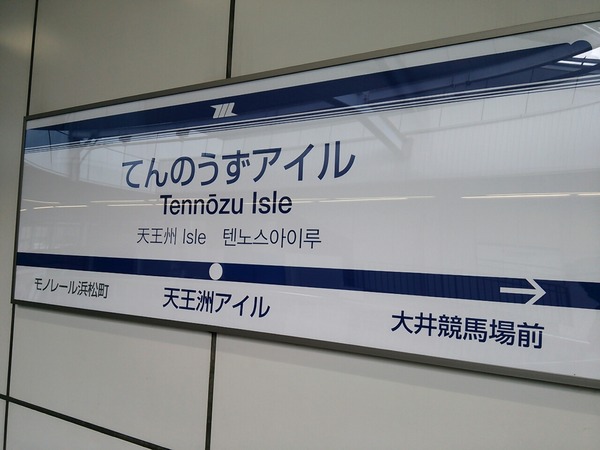 てんのうずアイル
Tennōzu Isle
天王州 Isle 텐노스아이루
モノレール浜松町
天王洲アイル
大井競馬場前